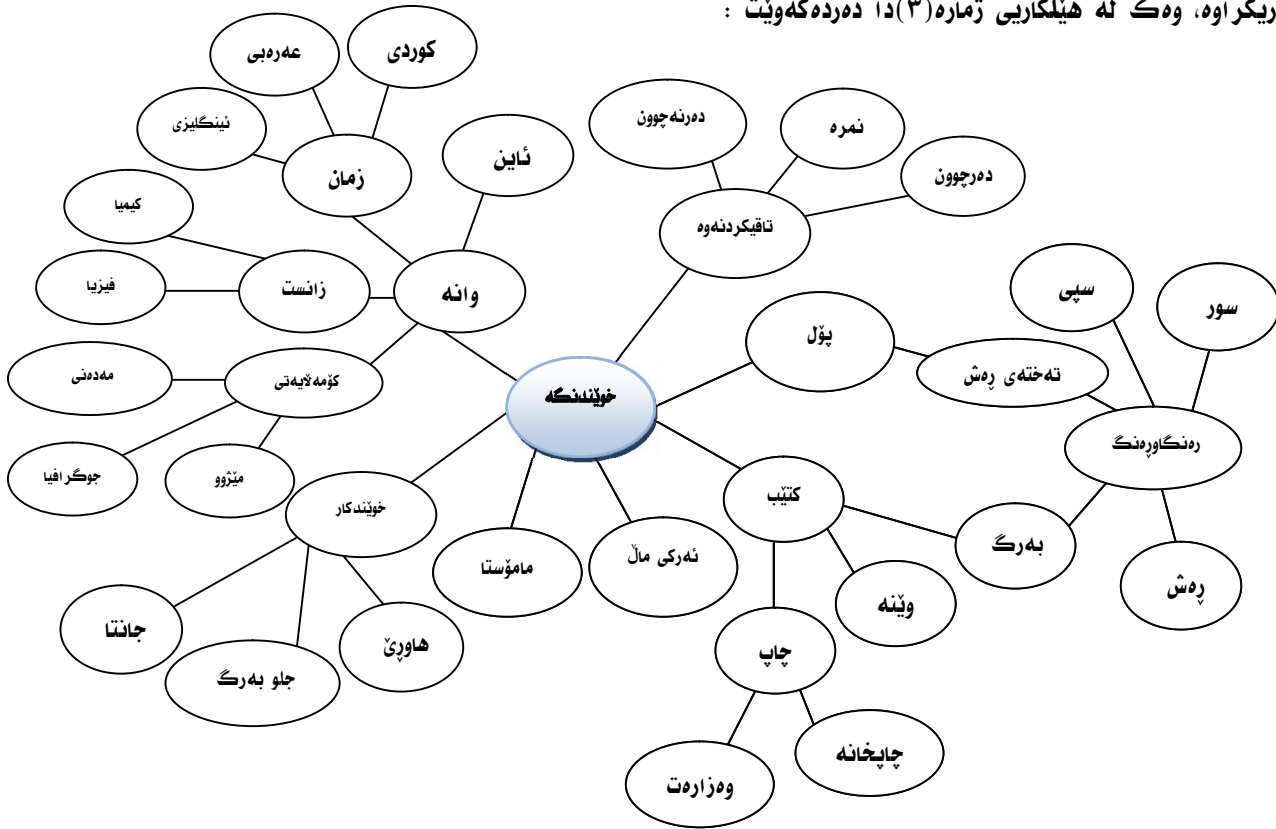 ریکراوە، وەک لە هێڵکاریی ژمارە(٣)دا دەردەکەوێت :
کوردی
عەرەبی
ئینگلیزی
زمان
ئاین
دەرنەچوون
نمرە
دەرچوون
تاقیکردنەوە
کیمیا
فیزیا
زانست
وانە
سپی
سور
پۆل
تەختەی ڕەش
ڕەنگاوڕەنگ
مەدەنی
کۆمەڵایەتی
جوگرافیا
مێژوو
خوێندنگە
خوێندکار
مامۆستا
ئەرکی ماڵ
کتێب
بەرگ
ڕەش
وێنە
جانتا
جلو بەرگ
هاوڕێ
چاپ
وەزارەت
چاپخانە